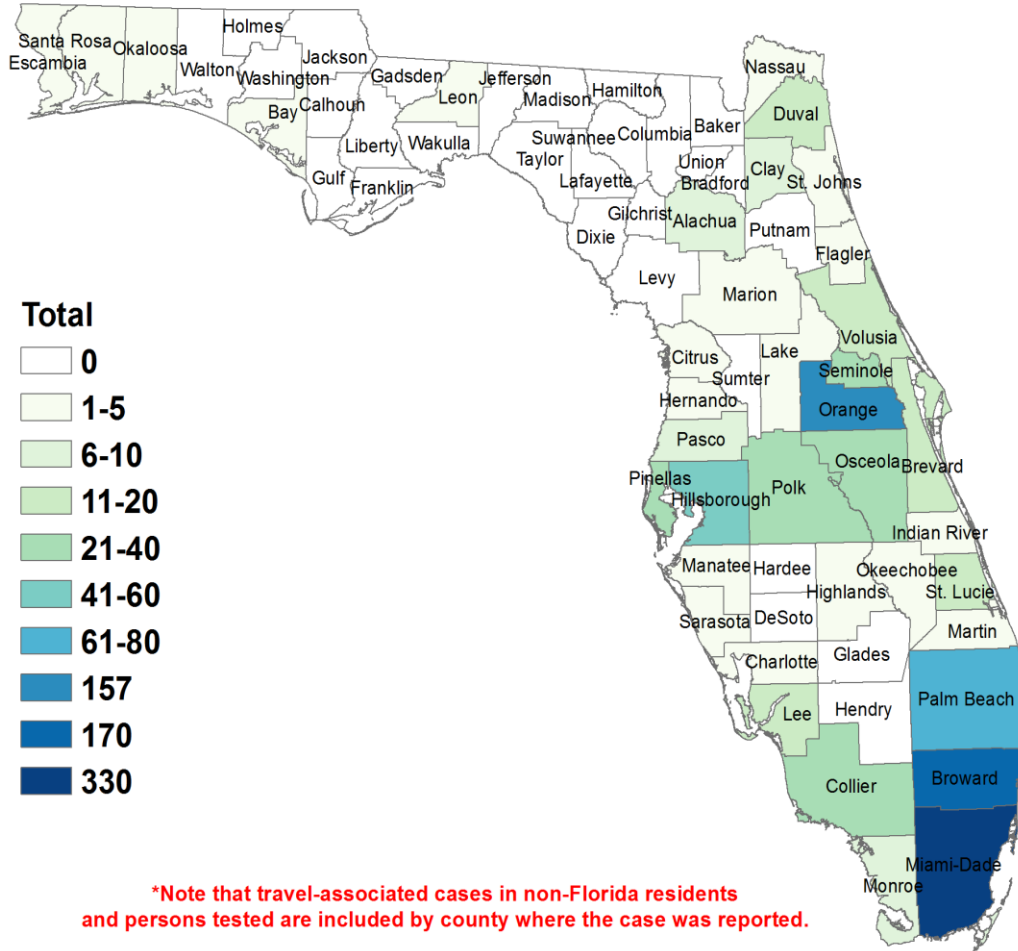 Holmes
Santa Rosa
Okaloosa
Jackson
Escambia
Walton
Washington
Gadsden
Jefferson
Hamilton
Nassau
Calhoun
Leon
Madison
Bay
Duval
Baker
Suwannee
Columbia
Liberty
Wakulla
Taylor
Union
Clay
Gulf
Franklin
Lafayette
Bradford
St. Johns
Gilchrist
Alachua
Dixie
Putnam
Flagler
Levy
Marion
Total
0
1-5
6-10
11-20
21-40
41-60
61-80
157
170
330
Volusia
Citrus
Lake
Seminole
Sumter
Hernando
Orange
Pasco
Osceola
Brevard
Pinellas
Hillsborough
Polk
Indian River
Manatee
Hardee
Okeechobee
Highlands
St. Lucie
Sarasota
DeSoto
Martin
Charlotte
Glades
Palm Beach
Lee
Hendry
Broward
Collier
Miami-Dade
Monroe
*Note that travel-associated cases in non-Florida residents
and persons tested are included by county where the case was reported.